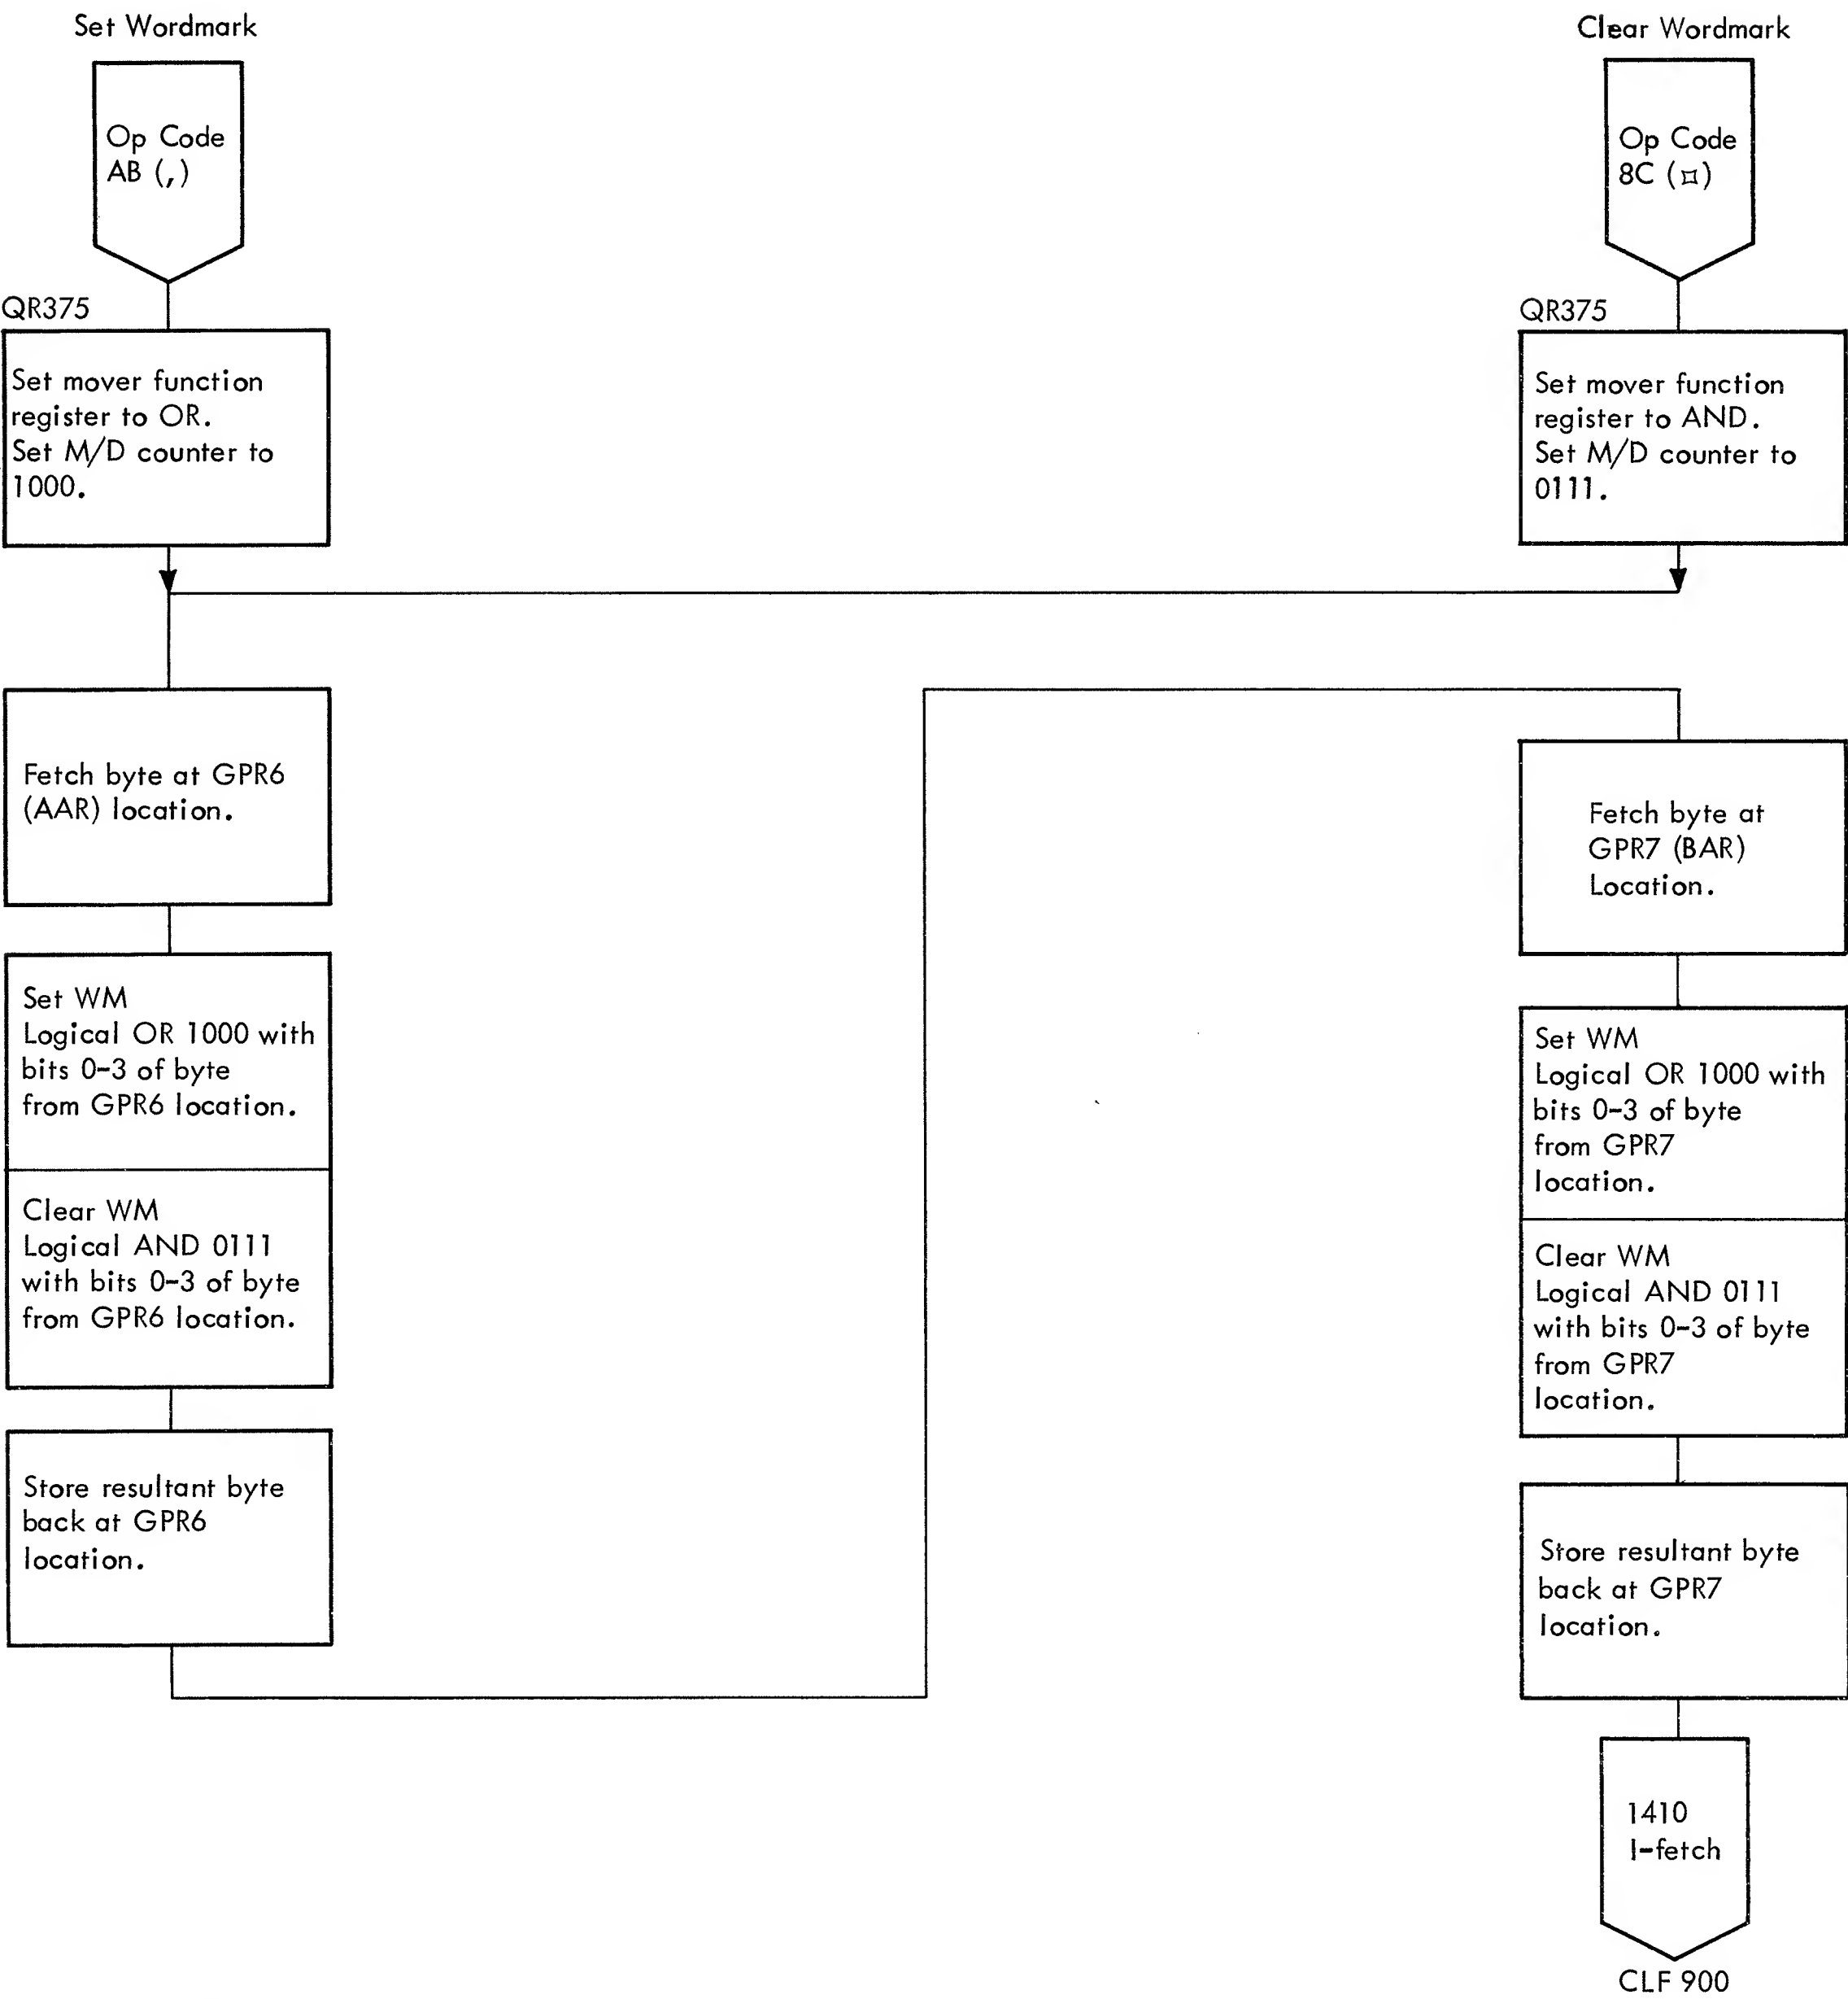 Set Wordmark
Op Code
AB (,)
QR375
Set mover function
register to OR.
Set M/D counter to
1000.
Clear Wordmark
Op Code
8C (⌑)
QR375
Set mover function
register to AND.
Set M/D counter to
0111.
Fetch byte at GPR6
(AAR) location.
Set WM
Logical OR 1000 with
bits 0-3 of byte
from GPR6 location.
Clear WM
Logical AND 0111
with bits 0-3 of byte
from GPR6 location.
Store resultant byte
back at GPR6
location.
Fetch byte at
GPR7 (BAR)
Location.
Set WM
Logical OR 1000 with
bits 0-3 of byte
from GPR7
location.
Clear WM
Logical AND 0111
with bits 0-3 of byte
from GPR7
location.
Store resultant byte
back at GPR7
location.
1410
I-fetch
CLF 900